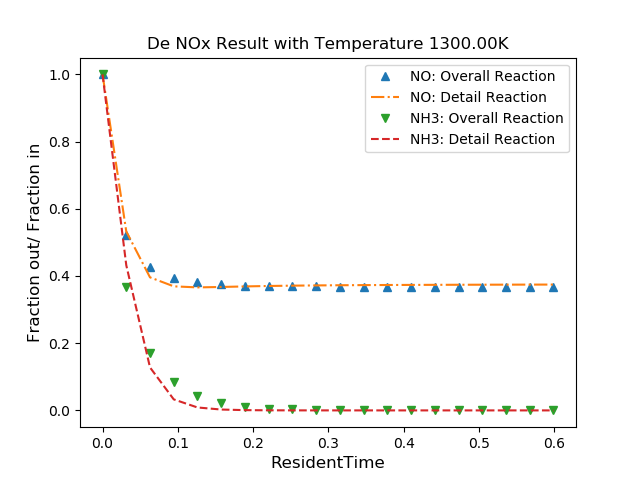 De NOx Result with Temperature 1300.00K
NO: Overall Reaction
NO: Detail Reaction
NH3: Overall Reaction
NH3: Detail Reaction
Fraction out/ Fraction in
1.0
0.8
0.6
0.4
0.2
0.0
0.0 0.1 0.2 0.3 0.4 0.5 0.6
ResidentTime